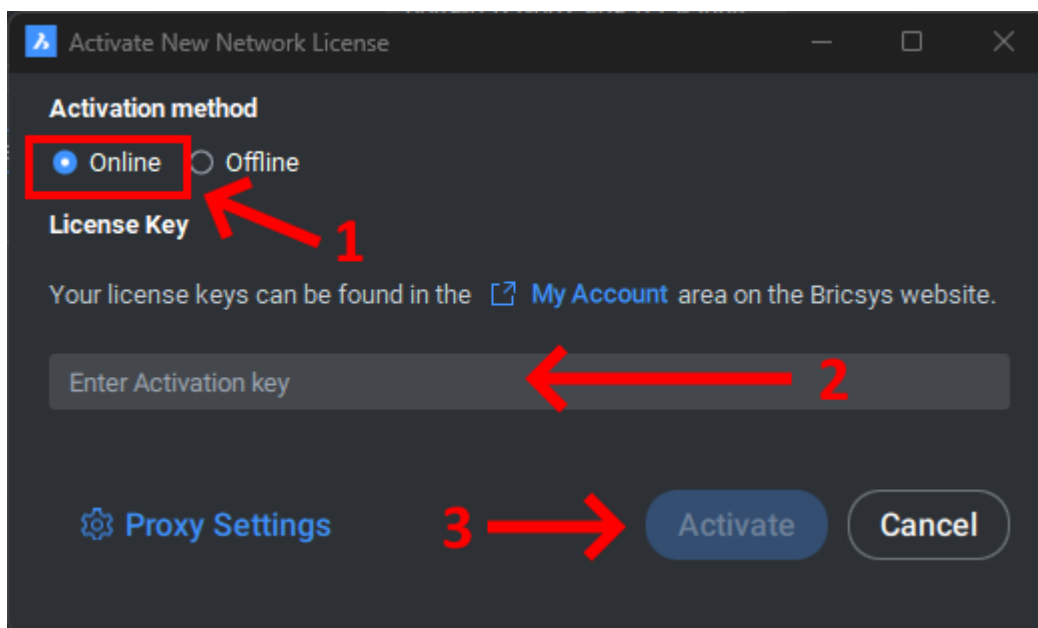 Activate New Network License
Activation method
Online Offline
1
License Key
Your license keys can be found in the My Account area on the Bricsys website.
Enter Activation key
2
Proxy Settings
3
Activate Cancel